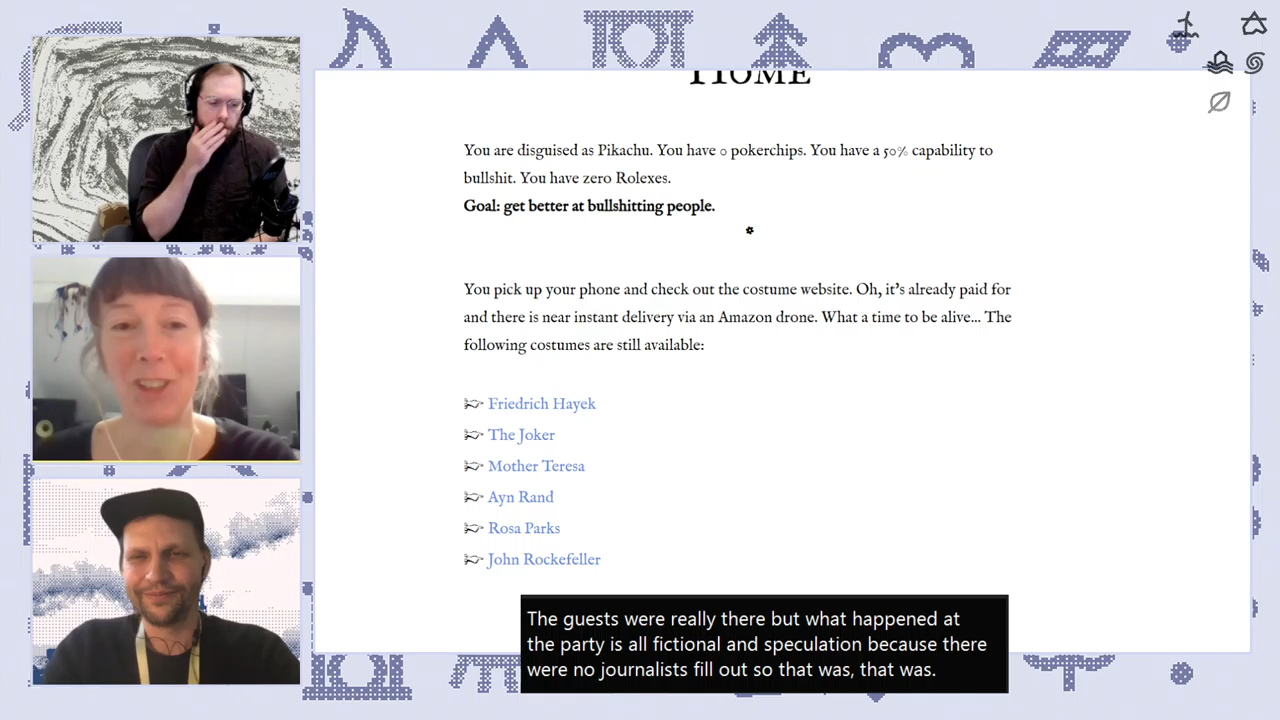 Home
You are disguised as Pikachu. You have 0 pokerchips. You have a 50% capability to
bullshit. You have zero Rolexes.
Goal: get better at bullshitting people.
You pick up your phone and check out the costume website. Oh, it's already paid for
and there is near instant delivery via an Amazon drone. What a time to be alive... The
following costumes are still available:
Friedrich Hayek
The Joker
Mother Teresa
Ayn Rand
Rosa Parks
John Rockefeller
The guests were really there but what happened at
the party is all fictional and speculation because there
were no journalists fill out so that was, that was.